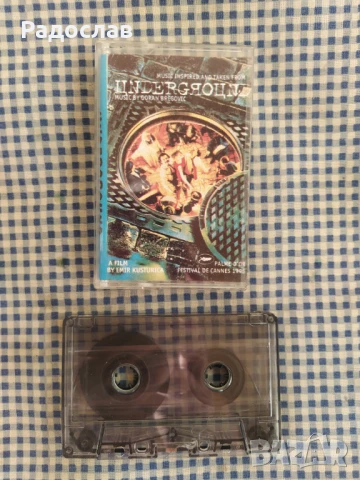 Радослав
MUSIC INSPIRED AND TAKEN FROM
UNDERGROUND
MUSIC BY GORAN BREGOVIC
A FILM
BY EMIR KUSTURICA
PALME D'OR
FESTIVAL DE CANNES 1995
BAZAR